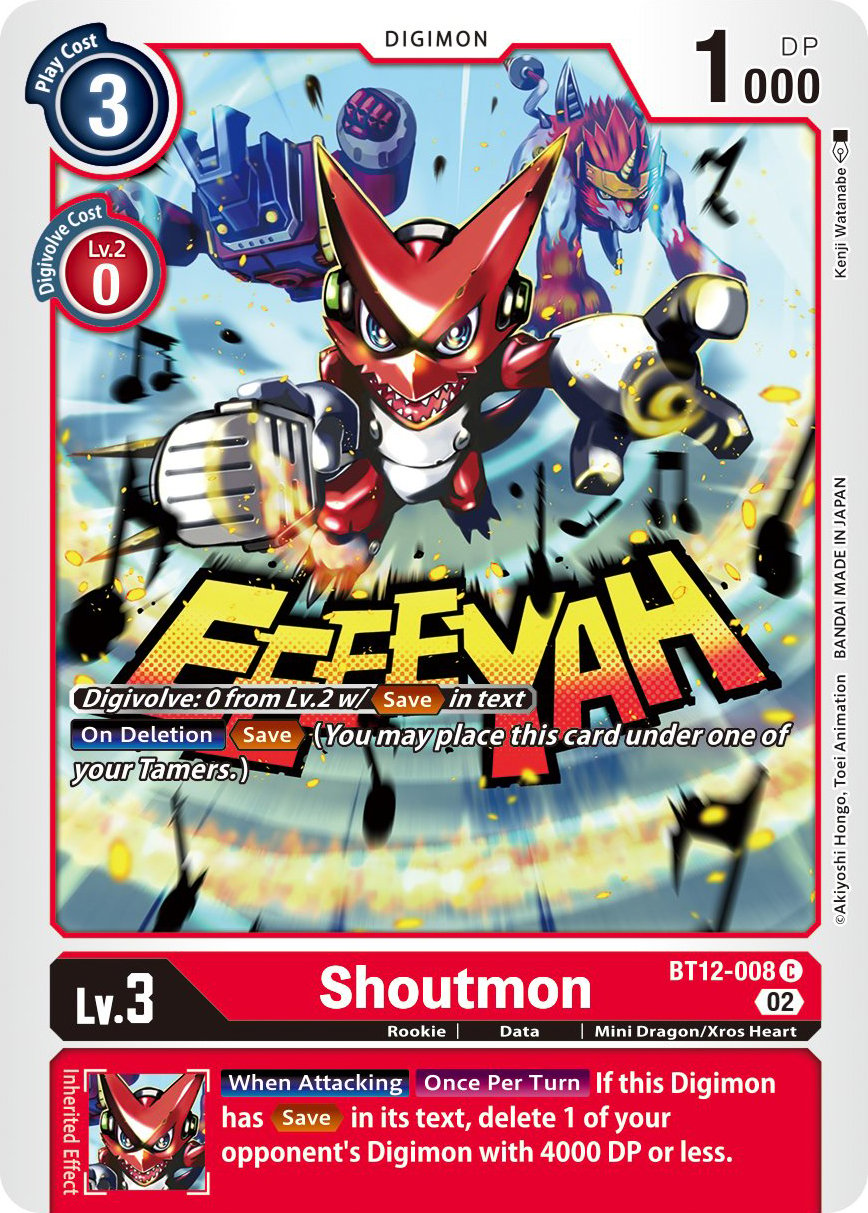 Play Cost
3
DIGIMON
DP
1000
Digivolve Cost
Lv.2
0
Kenji Watanabe
EEEEYAH
Digivolve: 0 from Lv.2 w/ Save in text
On Deletion Save (You may place this card under one of
your Tamers.)
©Akiyoshi Hongo, Toei Animation BANDAI MADE IN JAPAN
Lv.3
Shoutmon
BT12-008 C
02
Rookie | Data | Mini Dragon/Xros Heart
Inherited Effect
When Attacking Once Per Turn If this Digimon
has Save in its text, delete 1 of your
opponent's Digimon with 4000 DP or less.